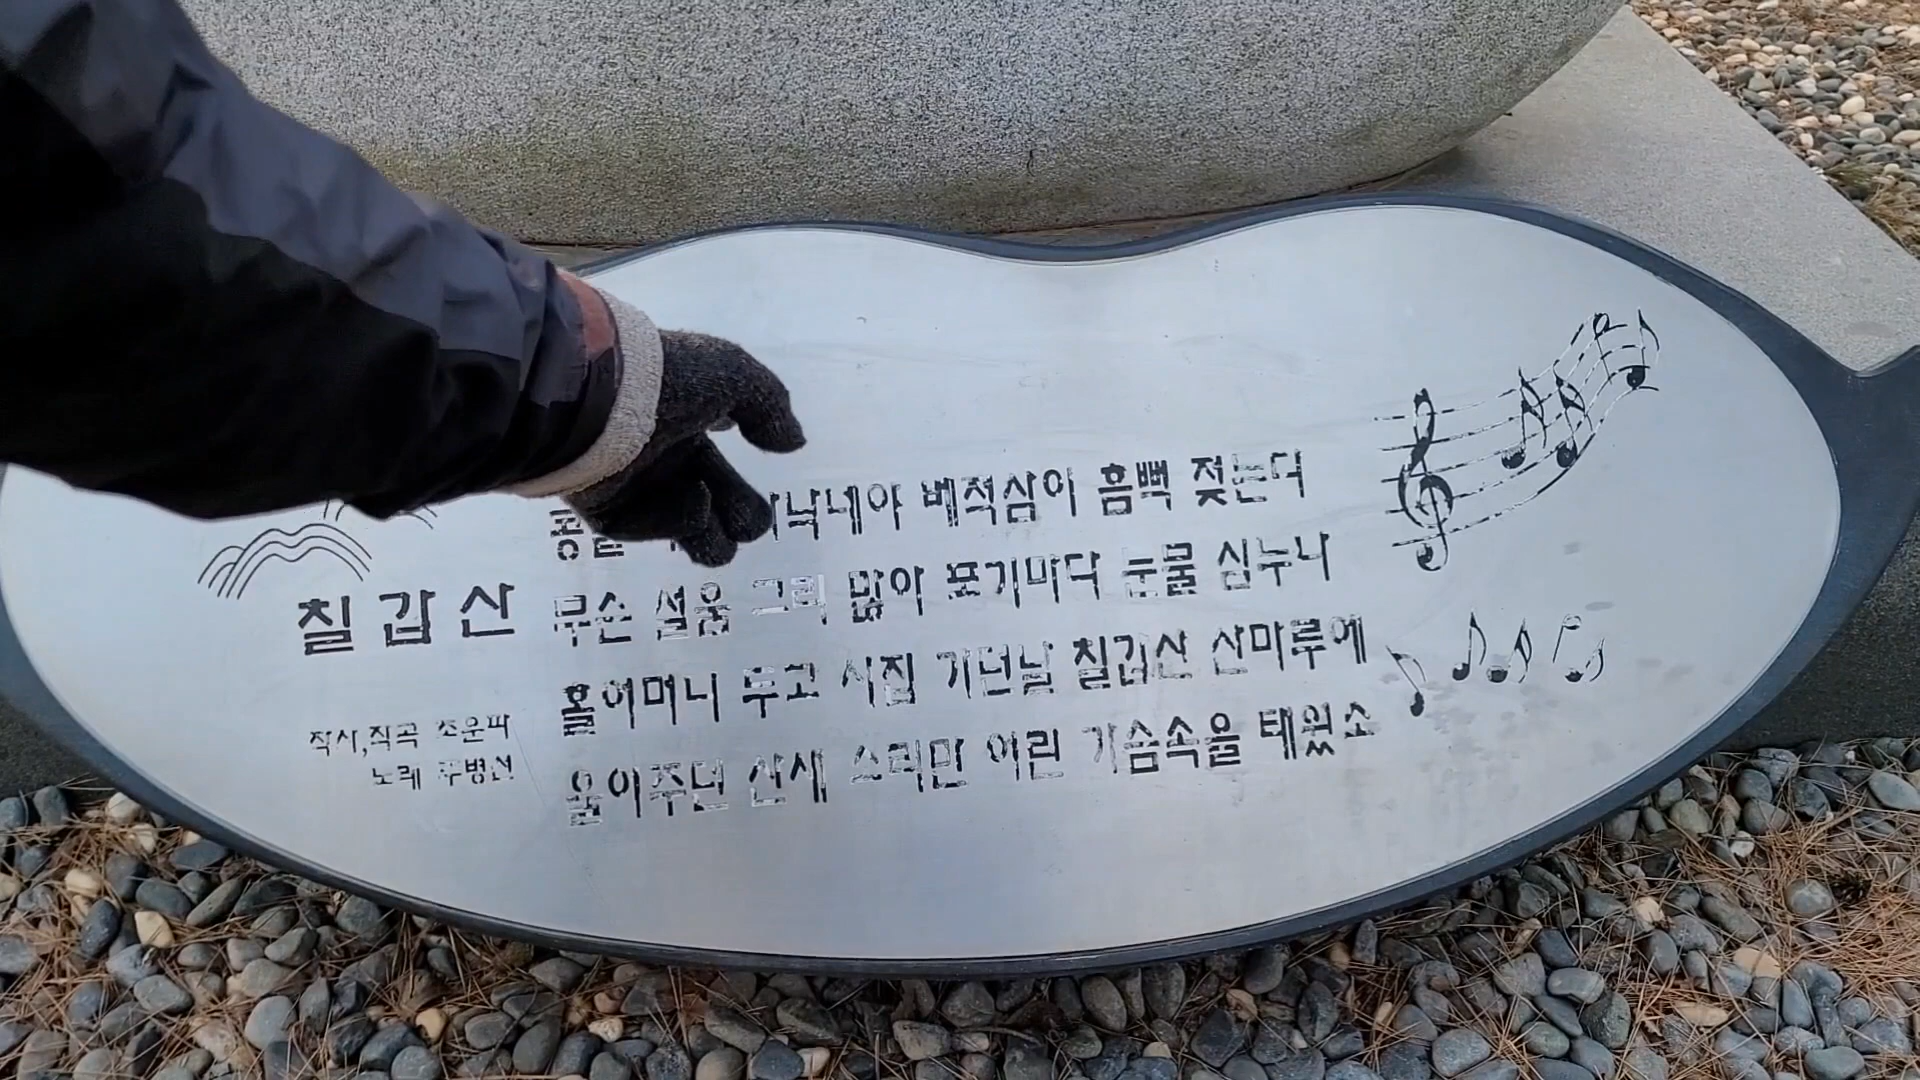 콩밭 아낙네야 베적삼이 흠뻑 젖는다
칠갑산
무슨 설움 그리 많아 포기마다 눈물 심누나
홀어머니 두고 시집 가던날 칠갑산 산마루에
울어주던 산새 소리만 어린 가슴속을 태웠소
작사,작곡 조운파
노래 주병선